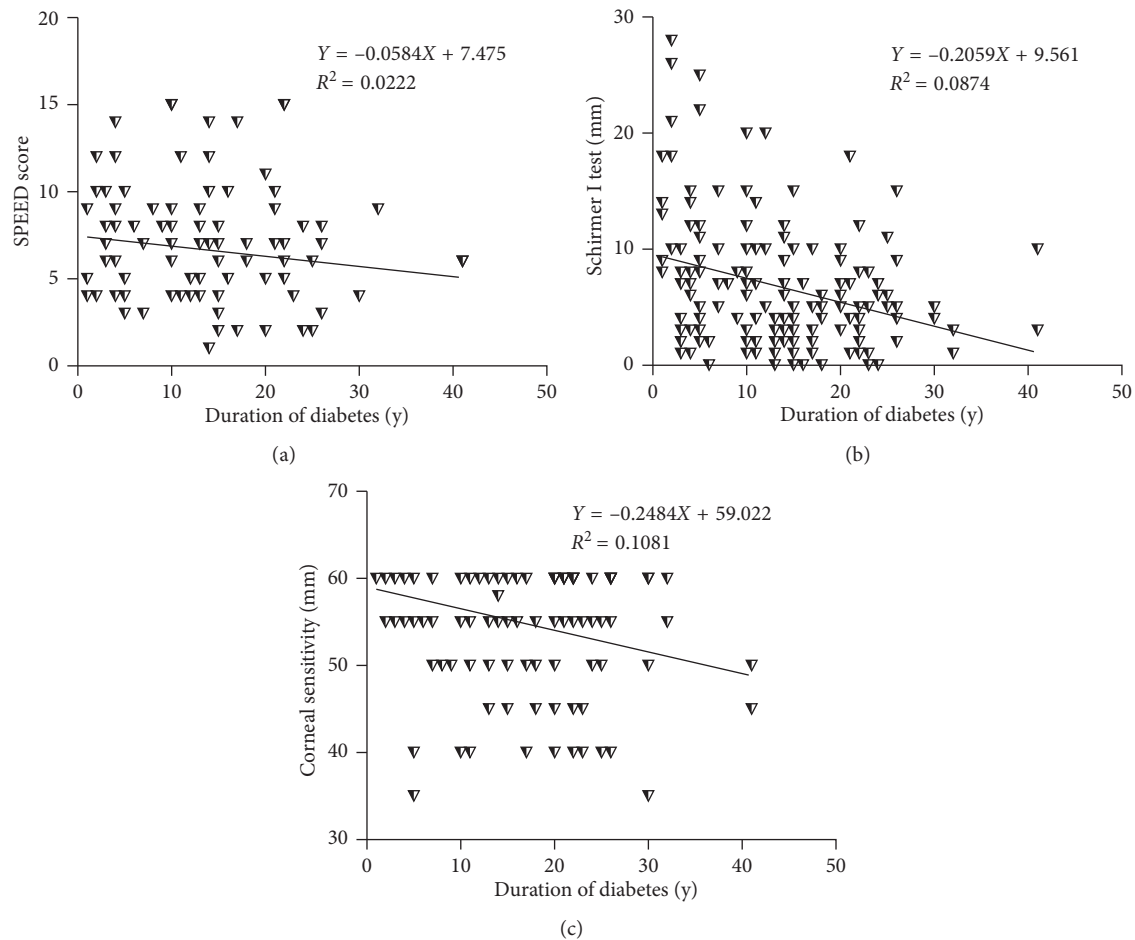 20
15
10
5
0
SPEED score
Y = –0.0584X + 7.475
R² = 0.0222
0 10 20 30 40 50
Duration of diabetes (y)
(a)
30
20
10
0
Schirmer I test (mm)
Y = –0.2059X + 9.561
R² = 0.0874
0 10 20 30 40 50
Duration of diabetes (y)
(b)
70
60
50
40
30
Corneal sensitivity (mm)
Y = –0.2484X + 59.022
R² = 0.1081
0 10 20 30 40 50
Duration of diabetes (y)
(c)